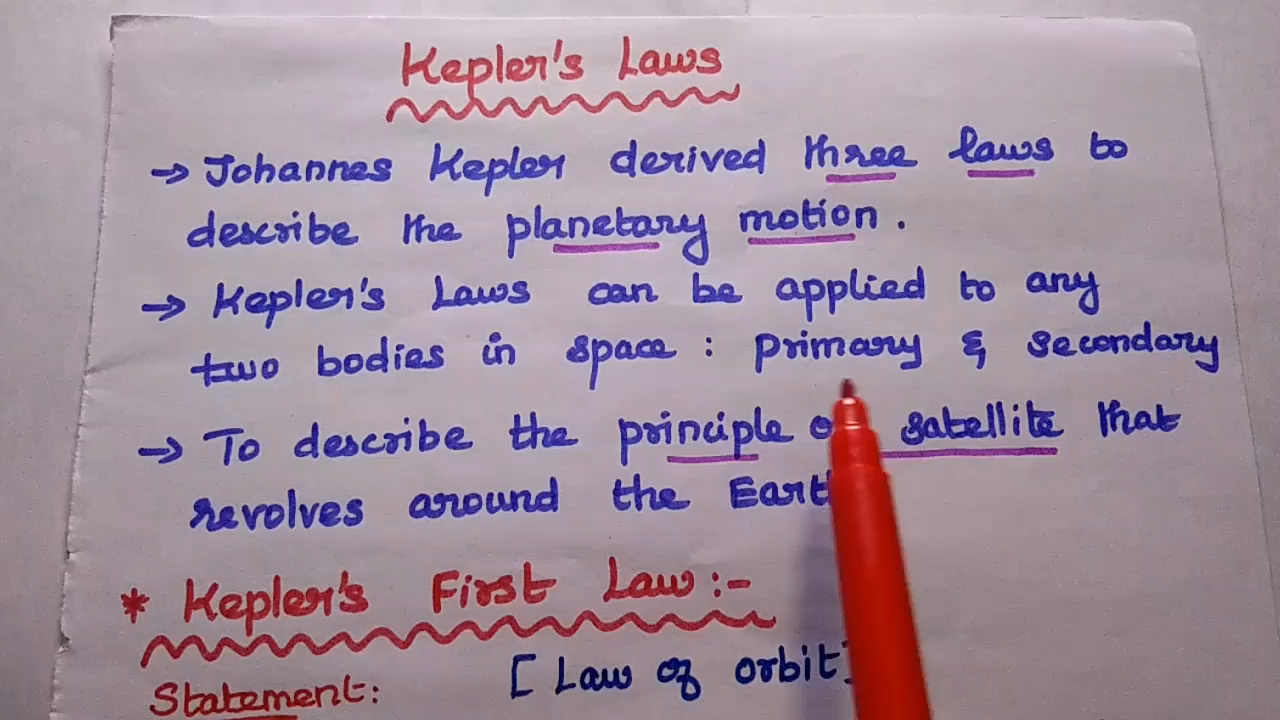 Kepler's Laws
→ Johannes Kepler derived three laws to
describe the planetary motion.
→ Kepler's Laws can be applied to any
two bodies in space : primary & secondary
→ To describe the principle satellite that
revolves around the Eart
* Kepler's First Law:-
[Law of orbit]
Statement: